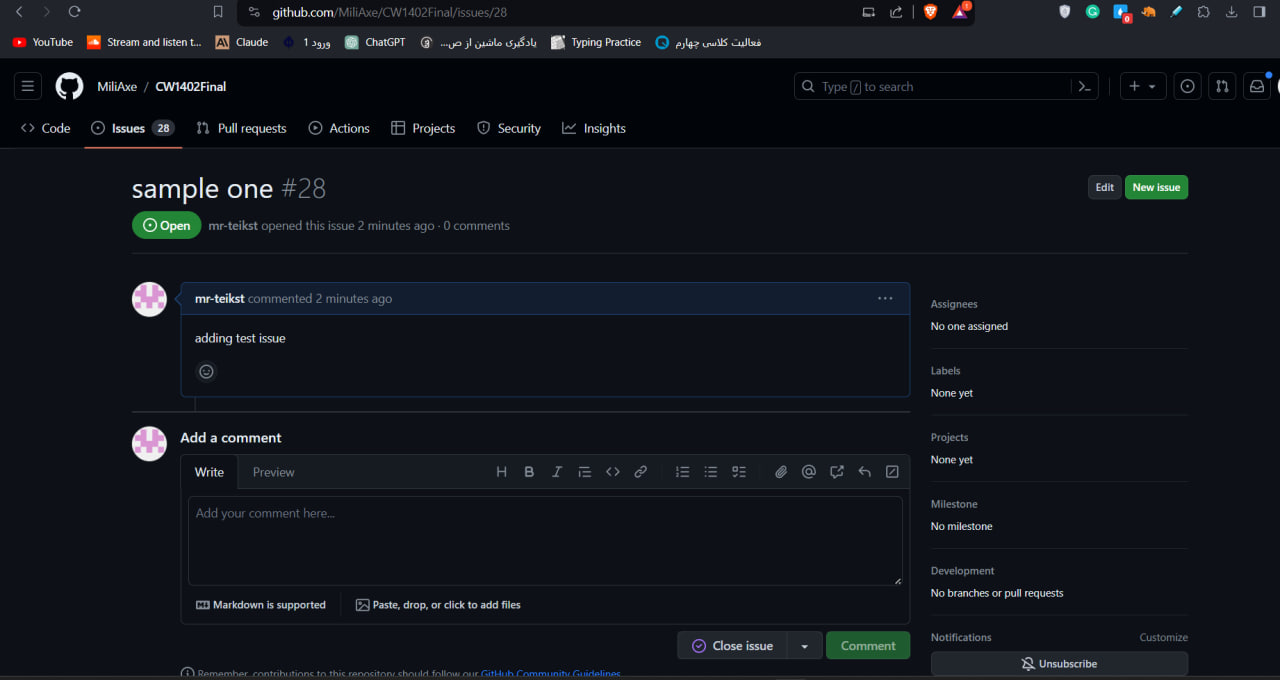 github.com/MiliAxe/CW1402Final/issues/28
1
0
YouTube
Stream and listen t...
Claude
ورود 1
ChatGPT
یادگیری ماشین از ص...
Typing Practice
فعالیت کلاسی چهارم
MiliAxe / CW1402Final
Type / to search
Code
Issues 28
Pull requests
Actions
Projects
Security
Insights
sample one #28
Edit
New issue
Open
mr-teikst opened this issue 2 minutes ago · 0 comments
mr-teikst commented 2 minutes ago
adding test issue
Assignees
No one assigned
Labels
None yet
Projects
None yet
Milestone
No milestone
Development
No branches or pull requests
Notifications
Customize
Unsubscribe
Add a comment
Write
Preview
Add your comment here...
Markdown is supported
Paste, drop, or click to add files
Close issue
Comment
Remember, contributions to this repository should follow our GitHub Community Guidelines